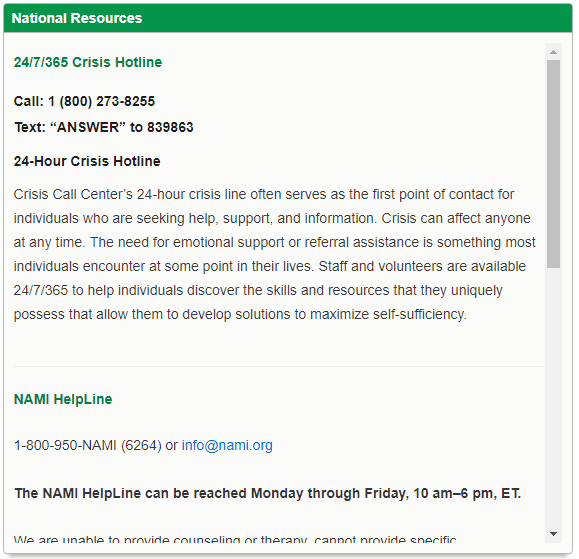 National Resources
24/7/365 Crisis Hotline
Call: 1 (800) 273-8255
Text: “ANSWER” to 839863
24-Hour Crisis Hotline
Crisis Call Center’s 24-hour crisis line often serves as the first point of contact for
individuals who are seeking help, support, and information. Crisis can affect anyone
at any time. The need for emotional support or referral assistance is something most
individuals encounter at some point in their lives. Staff and volunteers are available
24/7/365 to help individuals discover the skills and resources that they uniquely
possess that allow them to develop solutions to maximize self-sufficiency.
NAMI HelpLine
1-800-950-NAMI (6264) or info@nami.org
The NAMI HelpLine can be reached Monday through Friday, 10 am–6 pm, ET.
We are unable to provide counseling or therapy, cannot provide specific